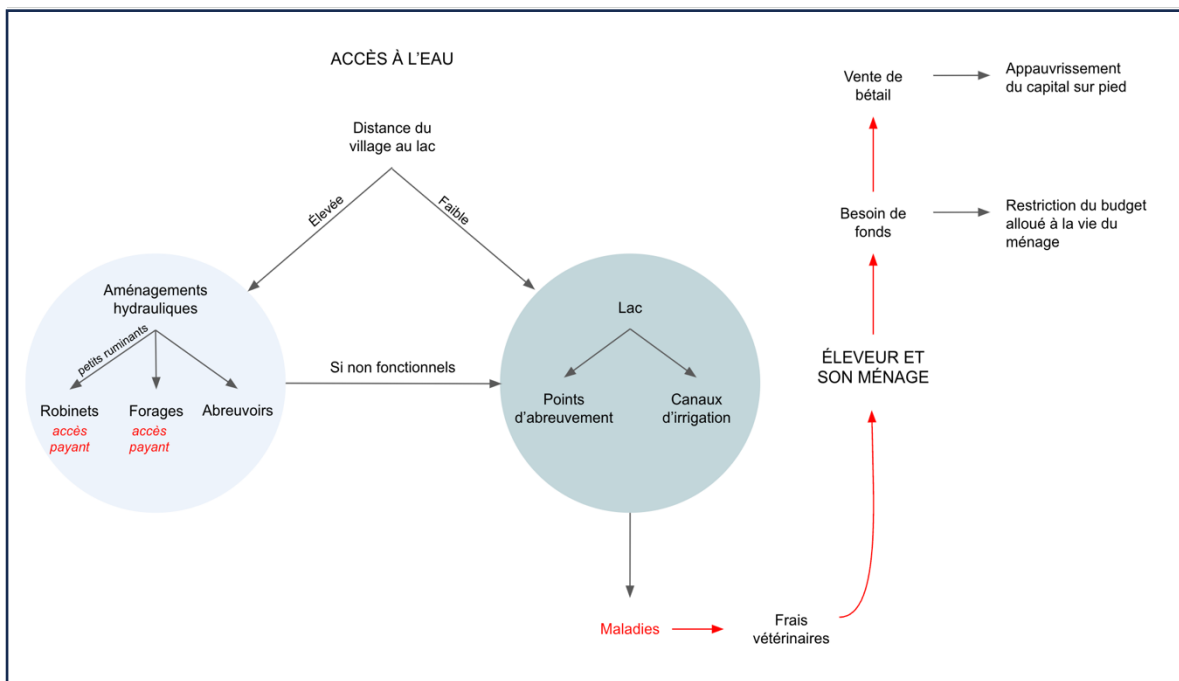 ACCÈS À L'EAU
Distance du
village au lac
Élevée
Faible
Aménagements
hydrauliques
petits ruminants
Robinets
accès
payant
Forages
accès
payant
Abreuvoirs
Si non fonctionnels
Lac
Points
d'abreuvement
Canaux
d'irrigation
Maladies
Frais
vétérinaires
ÉLEVEUR ET
SON MÉNAGE
Besoin de
fonds
Restriction du budget
alloué à la vie du
ménage
Vente de
bétail
Appauvrissement
du capital sur pied